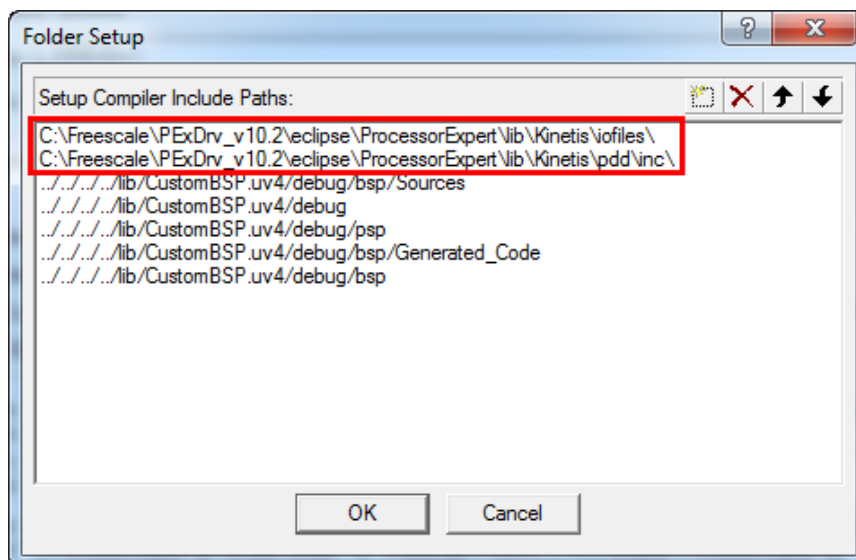 Folder Setup
Setup Compiler Include Paths:
C:\Freescale\PExDrv_v10.2\eclipse\ProcessorExpert\lib\Kinetis\iofiles\
C:\Freescale\PExDrv_v10.2\eclipse\ProcessorExpert\lib\Kinetis\pdd\inc\
../../../../lib/CustomBSP.uv4/debug/bsp/Sources
../../../../lib/CustomBSP.uv4/debug
../../../../lib/CustomBSP.uv4/debug/psp
../../../../lib/CustomBSP.uv4/debug/bsp/Generated_Code
../../../../lib/CustomBSP.uv4/debug/bsp
OK Cancel